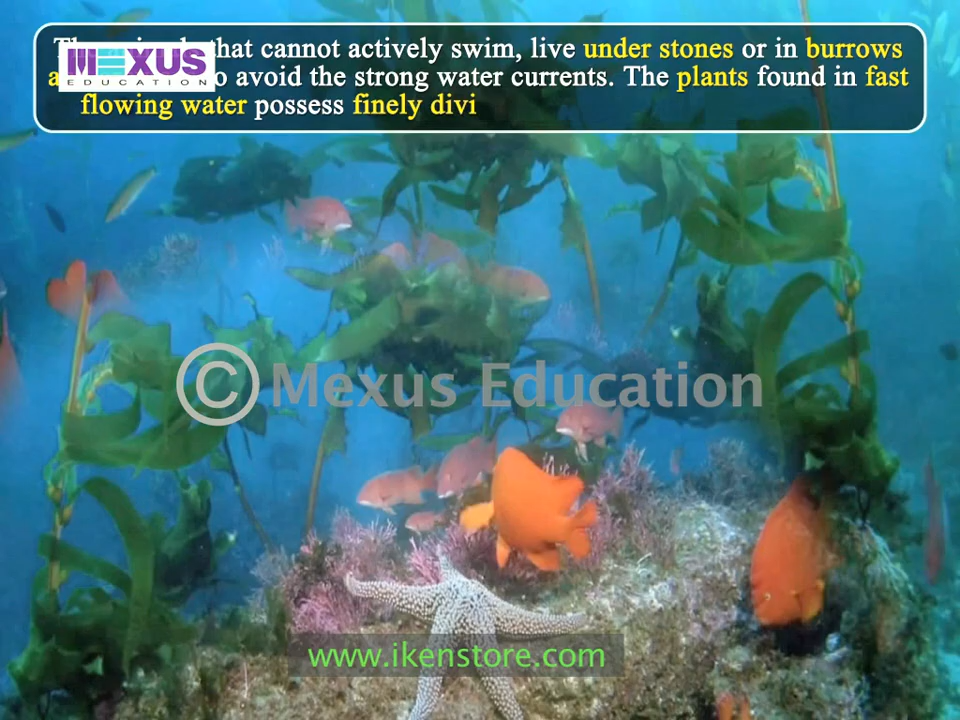 that cannot actively swim, live under stones or in burrows
MEXUS
EDUCATION
avoid the strong water currents. The plants found in fast
flowing water possess finely divi
© Mexus Education
www.ikenstore.com